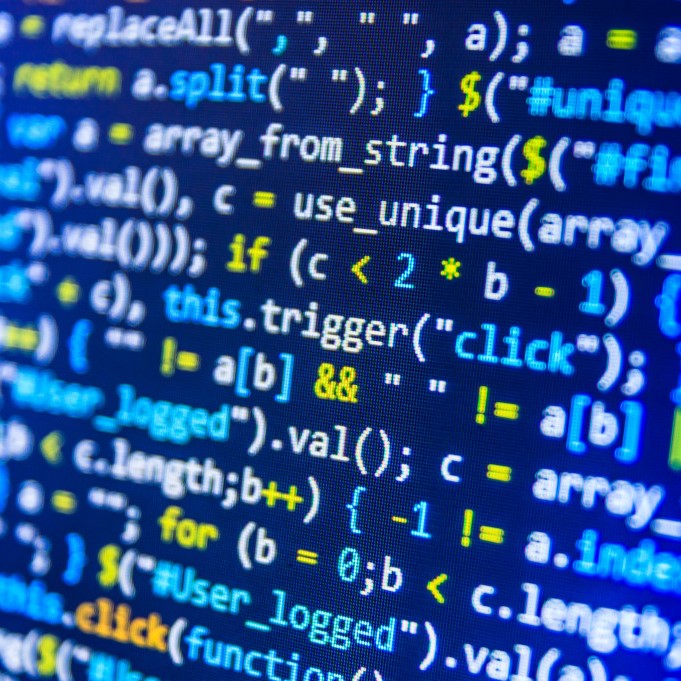 = replaceAll(",", " ", a); a =
return a.split(" "); } $("#uniqu
var a = array_from_string($("#fi
").val(), c = use_unique(array_
").val())); if (c < 2 * b - 1) {
" + c), this.trigger("click");
++) { "" != a[b] && " " != a[b]
"#User_logged").val(); c = array_
b < c.length;b++) { -1 != a.inde
a = ""; for (b = 0;b < c.length;
"; } $("#User_logged").val(a);
this.click(function()